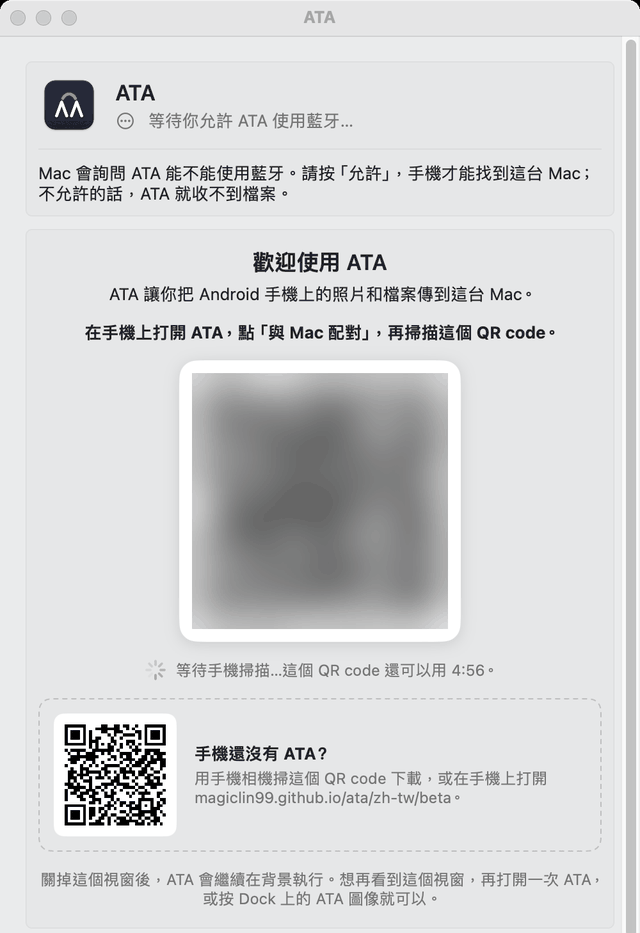 ATA
ATA
等待你允許 ATA 使用藍牙...
Mac 會詢問 ATA 能不能使用藍牙。請按「允許」，手機才能找到這台 Mac；
不允許的話，ATA 就收不到檔案。
歡迎使用 ATA
ATA 讓你把 Android 手機上的照片和檔案傳到這台 Mac。
在手機上打開 ATA，點「與 Mac 配對」，再掃描這個 QR code。
等待手機掃描...這個 QR code 還可以用 4:56。
手機還沒有 ATA？
用手機相機掃這個 QR code 下載，或在手機上打開
magiclin99.github.io/ata/zh-tw/beta。
關掉這個視窗後，ATA 會繼續在背景執行。想再看到這個視窗，再打開一次 ATA，
或按 Dock 上的 ATA 圖像就可以。